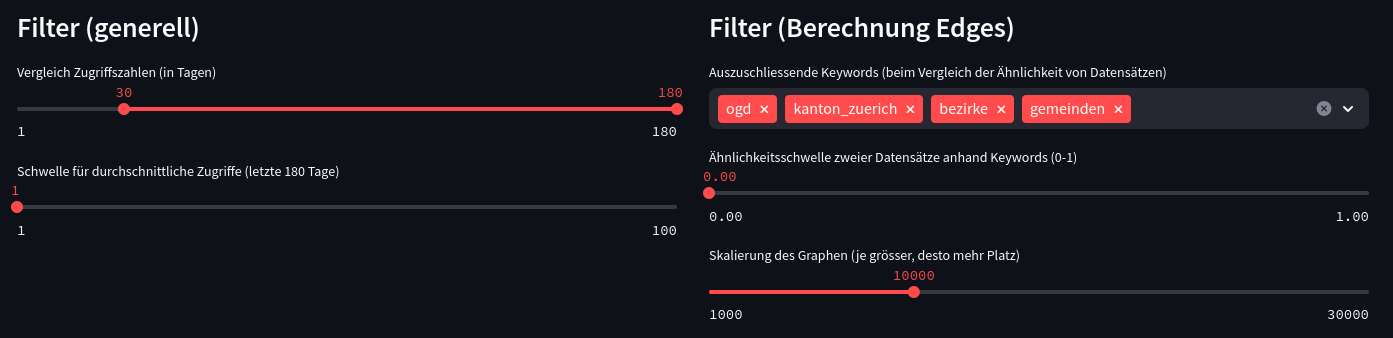 Filter (generell)
Vergleich Zugriffszahlen (in Tagen)
30 180
1 180
Schwelle für durchschnittliche Zugriffe (letzte 180 Tage)
1
1 100
Filter (Berechnung Edges)
Auszuschliessende Keywords (beim Vergleich der Ähnlichkeit von Datensätzen)
ogd kanton_zuerich bezirke gemeinden
Ähnlichkeitsschwelle zweier Datensätze anhand Keywords (0-1)
0.00
0.00 1.00
Skalierung des Graphen (je grösser, desto mehr Platz)
10000
1000 30000